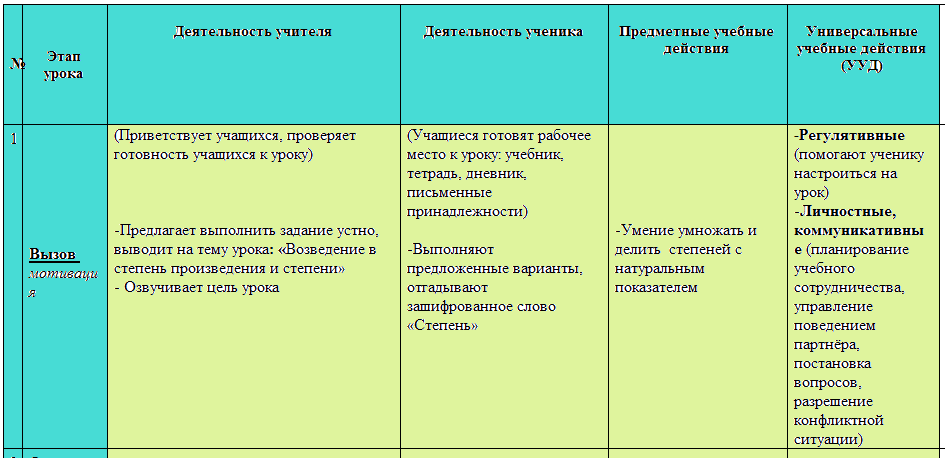 №
Этап
урока
Деятельность учителя
Деятельность ученика
Предметные учебные
действия
Универсальные
учебные действия
(УУД)
1
Вызов
мотиваци
я
(Приветствует учащихся, проверяет
готовность учащихся к уроку)
-Предлагает выполнить задание устно,
выводит на тему урока: «Возведение в
степень произведения и степени»
- Озвучивает цель урока
(Учащиеся готовят рабочее
место к уроку: учебник,
тетрадь, дневник,
письменные
принадлежности)
-Выполняют
предложенные варианты,
отгадывают
зашифрованное слово
«Степень»
-Умение умножать и
делить степеней с
натуральным
показателем
-Регулятивные
(помогают ученику
настроиться на
урок)
-Личностные,
коммуникативны
е (планирование
учебного
сотрудничества,
управление
поведением
партнёра,
постановка
вопросов,
разрешение
конфликтной
ситуации)